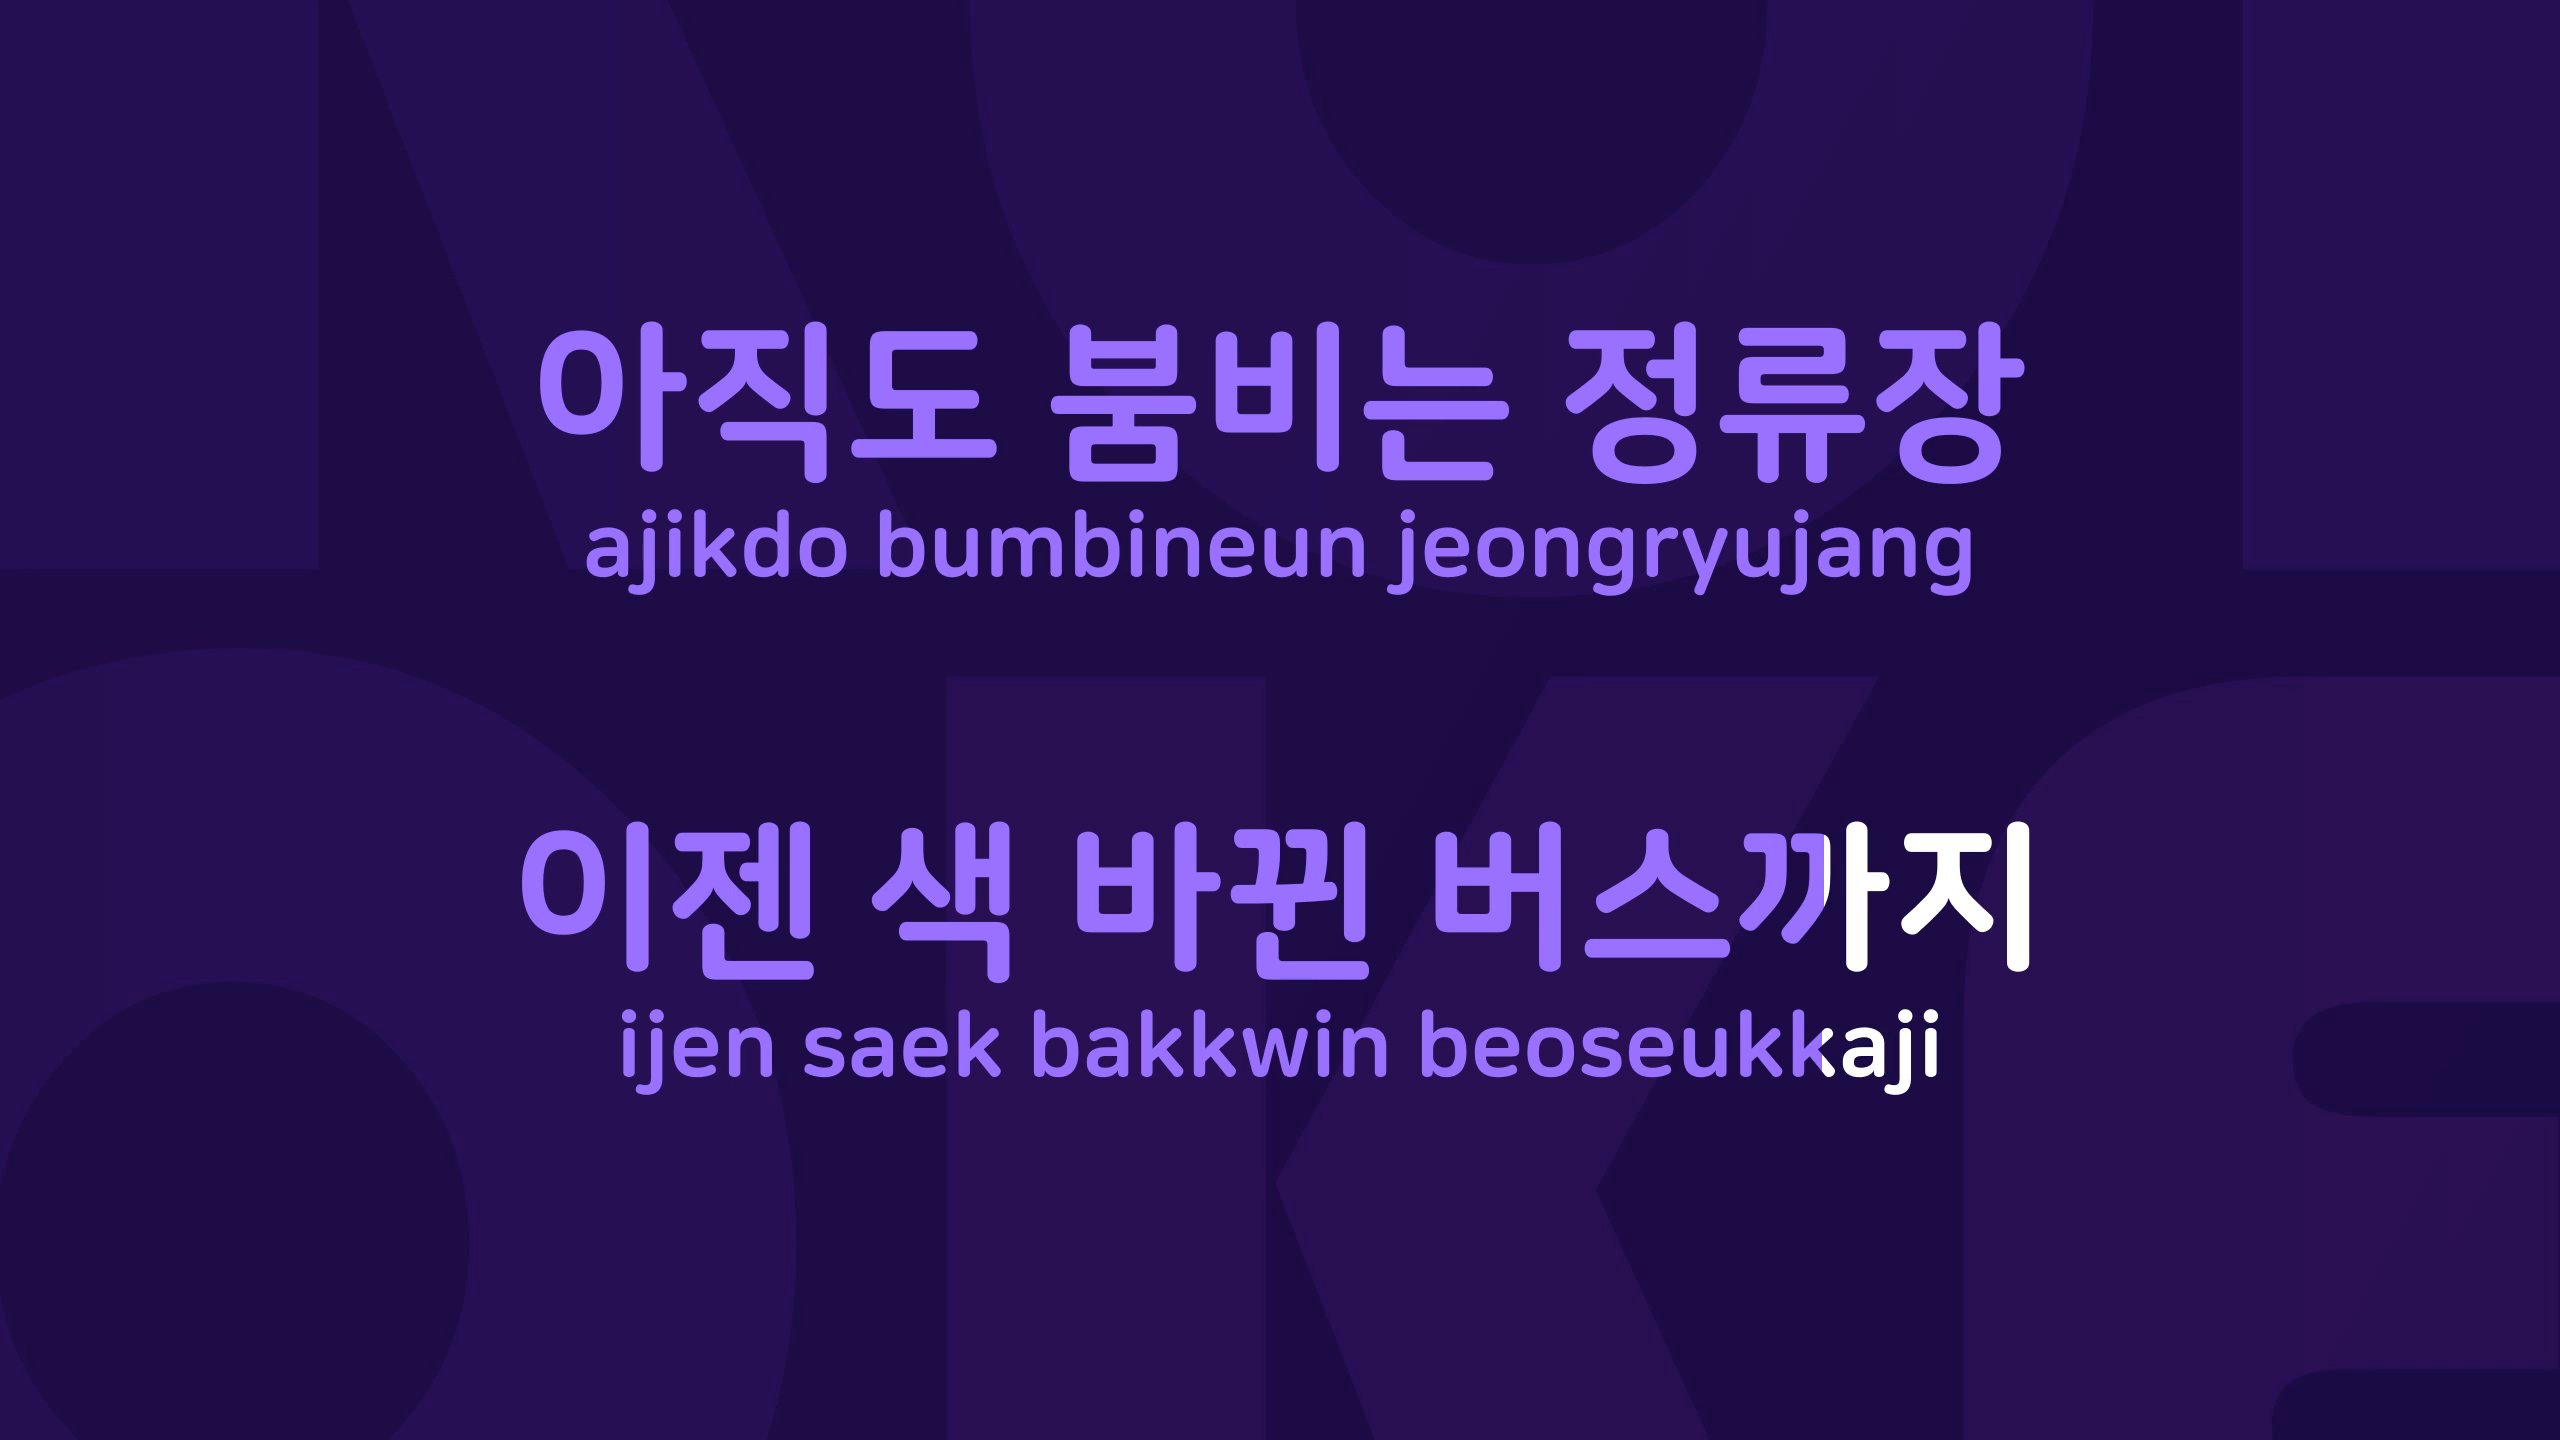 아직도 붐비는 정류장
ajikdo bumbineun jeongryujang
이젠 색 바뀐 버스까지
ijen saek bakkwin beoseukkaji